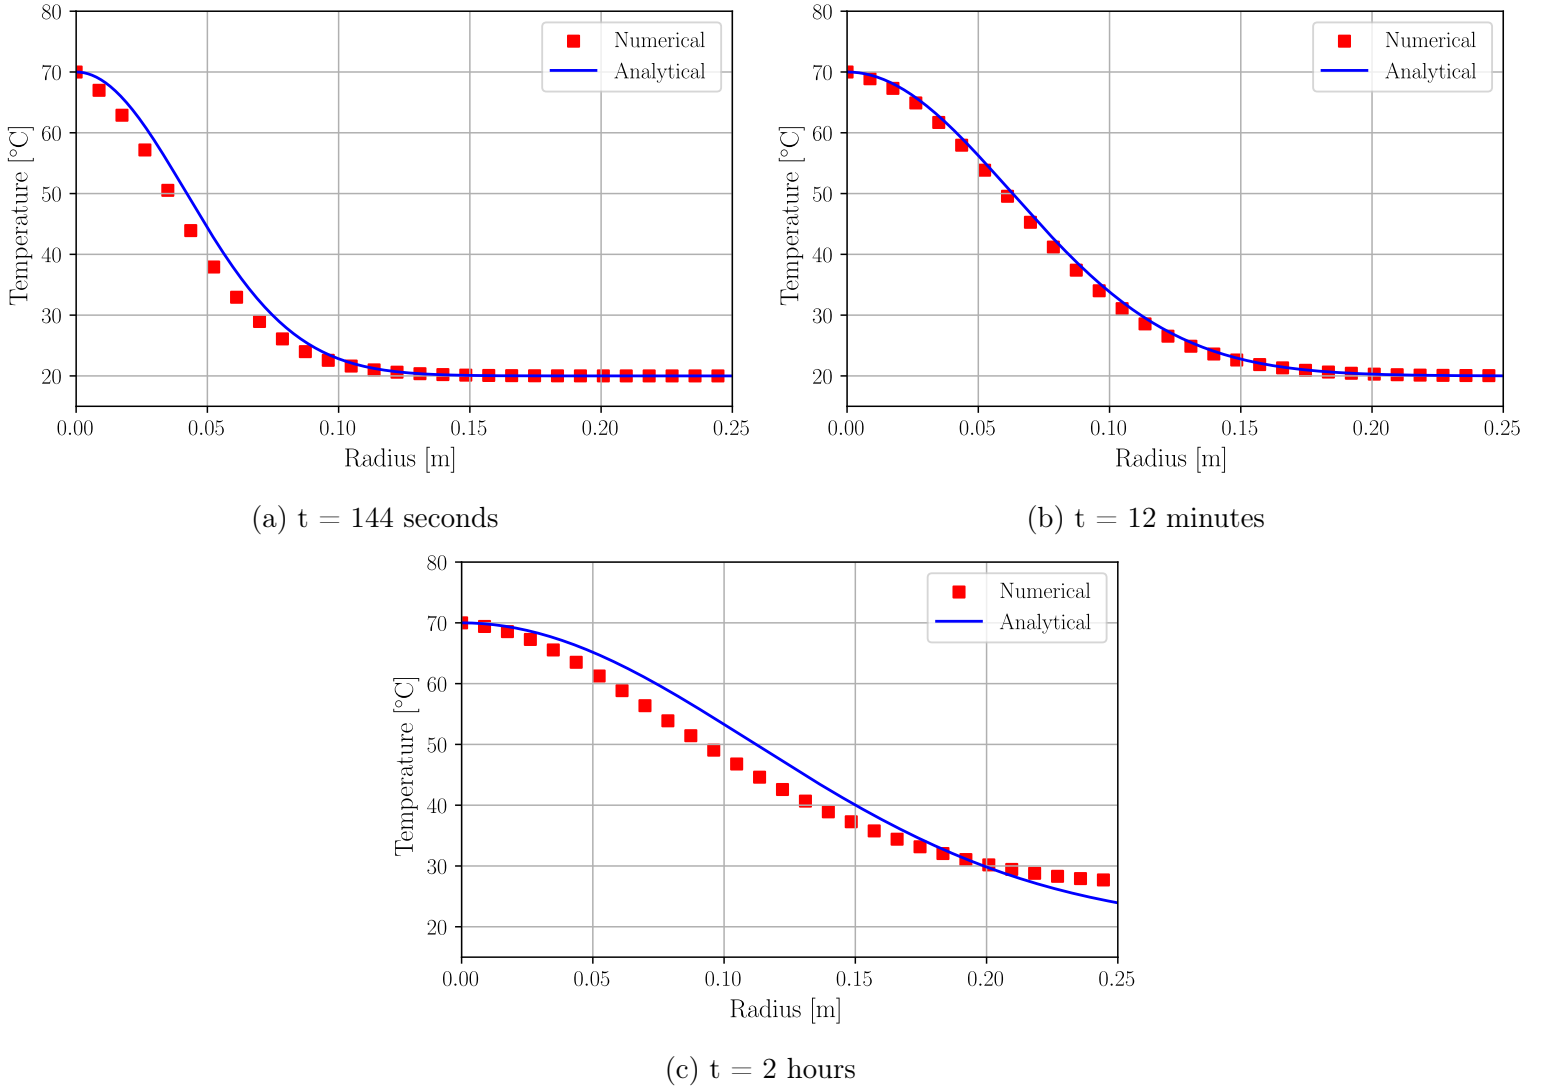 80
70
60
50
40
30
20
Temperature [°C]
0.00 0.05 0.10 0.15 0.20 0.25
Radius [m]
Numerical
Analytical
(a) t = 144 seconds
80
70
60
50
40
30
20
Temperature [°C]
0.00 0.05 0.10 0.15 0.20 0.25
Radius [m]
Numerical
Analytical
(b) t = 12 minutes
80
70
60
50
40
30
20
Temperature [°C]
0.00 0.05 0.10 0.15 0.20 0.25
Radius [m]
Numerical
Analytical
(c) t = 2 hours